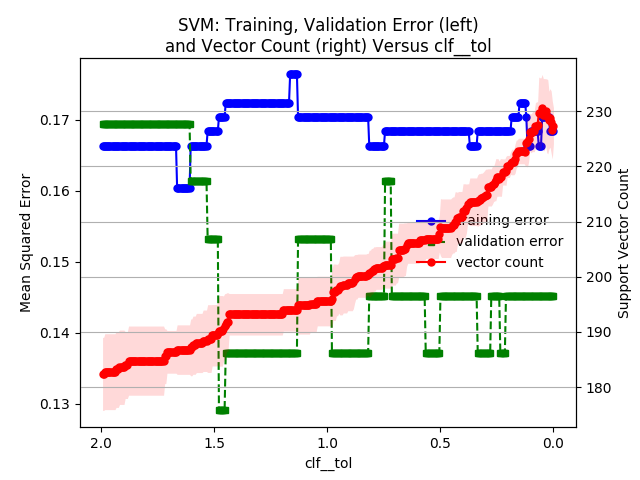 SVM: Training, Validation Error (left)
and Vector Count (right) Versus clf__tol
Mean Squared Error
0.17
0.16
0.15
0.14
0.13
training error
validation error
vector count
230
220
210
200
190
180
Support Vector Count
2.0
1.5
1.0
0.5
0.0
clf__tol